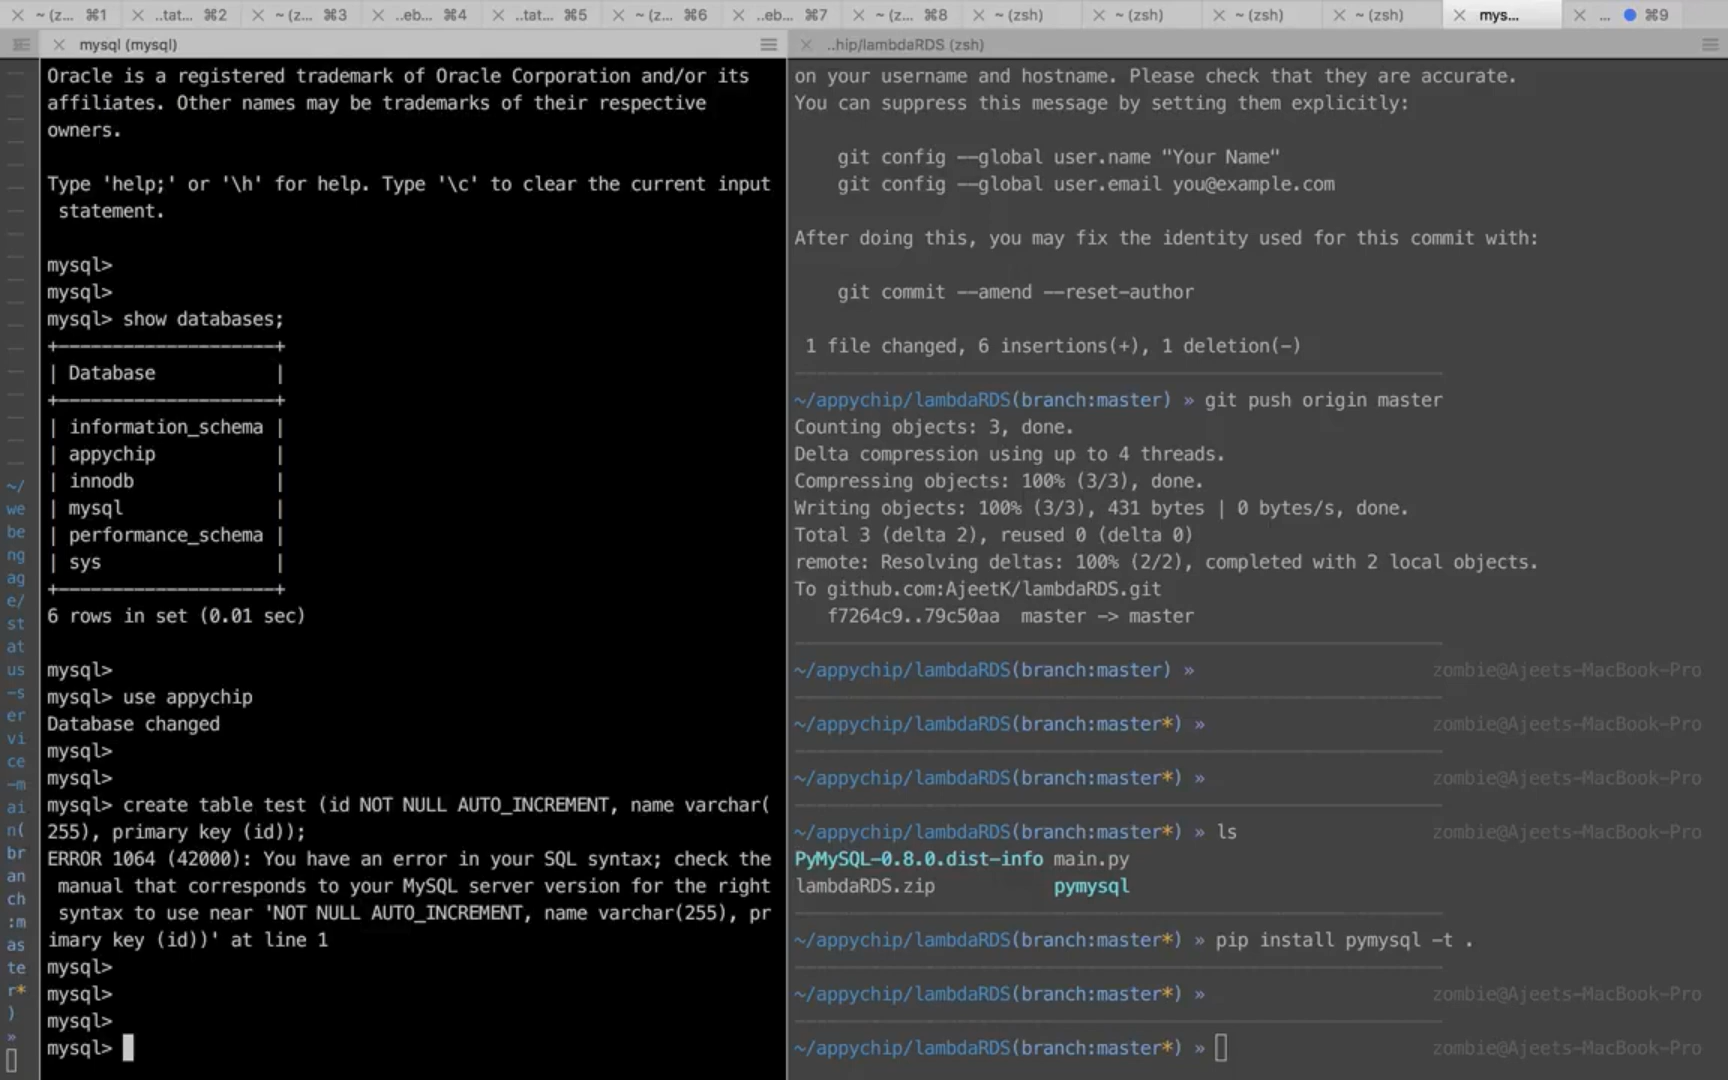 ~ (z... ⌘1 ..tat... ⌘2 ~ (z... ⌘3 ..eb... ⌘4 ..tat... ⌘5 ~ (z... ⌘6 ..eb... ⌘7 ~ (z... ⌘8 ~ (zsh) ~ (zsh) ~ (zsh) ~ (zsh) mys... ... ⌘9
mysql (mysql)
Oracle is a registered trademark of Oracle Corporation and/or its
affiliates. Other names may be trademarks of their respective
owners.
Type 'help;' or '\h' for help. Type '\c' to clear the current input
statement.
mysql>
mysql>
mysql> show databases;
+--------------------+
| Database           |
+--------------------+
| information_schema |
| appychip           |
| innodb             |
| mysql              |
| performance_schema |
| sys                |
+--------------------+
6 rows in set (0.01 sec)
mysql>
mysql> use appychip
Database changed
mysql>
mysql>
mysql> create table test (id NOT NULL AUTO_INCREMENT, name varchar(
255), primary key (id));
ERROR 1064 (42000): You have an error in your SQL syntax; check the
manual that corresponds to your MySQL server version for the right
syntax to use near 'NOT NULL AUTO_INCREMENT, name varchar(255), pr
imary key (id))' at line 1
mysql>
mysql>
mysql>
mysql>
..hip/lambdaRDS (zsh)
on your username and hostname. Please check that they are accurate.
You can suppress this message by setting them explicitly:
git config --global user.name "Your Name"
git config --global user.email you@example.com
After doing this, you may fix the identity used for this commit with:
git commit --amend --reset-author
1 file changed, 6 insertions(+), 1 deletion(-)
~/appychip/lambdaRDS(branch:master) » git push origin master
Counting objects: 3, done.
Delta compression using up to 4 threads.
Compressing objects: 100% (3/3), done.
Writing objects: 100% (3/3), 431 bytes | 0 bytes/s, done.
Total 3 (delta 2), reused 0 (delta 0)
remote: Resolving deltas: 100% (2/2), completed with 2 local objects.
To github.com:AjeetK/lambdaRDS.git
f7264c9..79c50aa  master -> master
~/appychip/lambdaRDS(branch:master) » zombie@Ajeets-MacBook-Pro
~/appychip/lambdaRDS(branch:master*) » zombie@Ajeets-MacBook-Pro
~/appychip/lambdaRDS(branch:master*) » zombie@Ajeets-MacBook-Pro
~/appychip/lambdaRDS(branch:master*) » ls zombie@Ajeets-MacBook-Pro
PyMySQL-0.8.0.dist-info main.py
lambdaRDS.zip           pymysql
~/appychip/lambdaRDS(branch:master*) » pip install pymysql -t .
~/appychip/lambdaRDS(branch:master*) » zombie@Ajeets-MacBook-Pro
~/appychip/lambdaRDS(branch:master*) » zombie@Ajeets-MacBook-Pro
~/
we
be
ng
ag
e/
st
at
us
-s
er
vi
ce
-m
ai
n(
br
an
ch
:m
as
te
r*
)
»